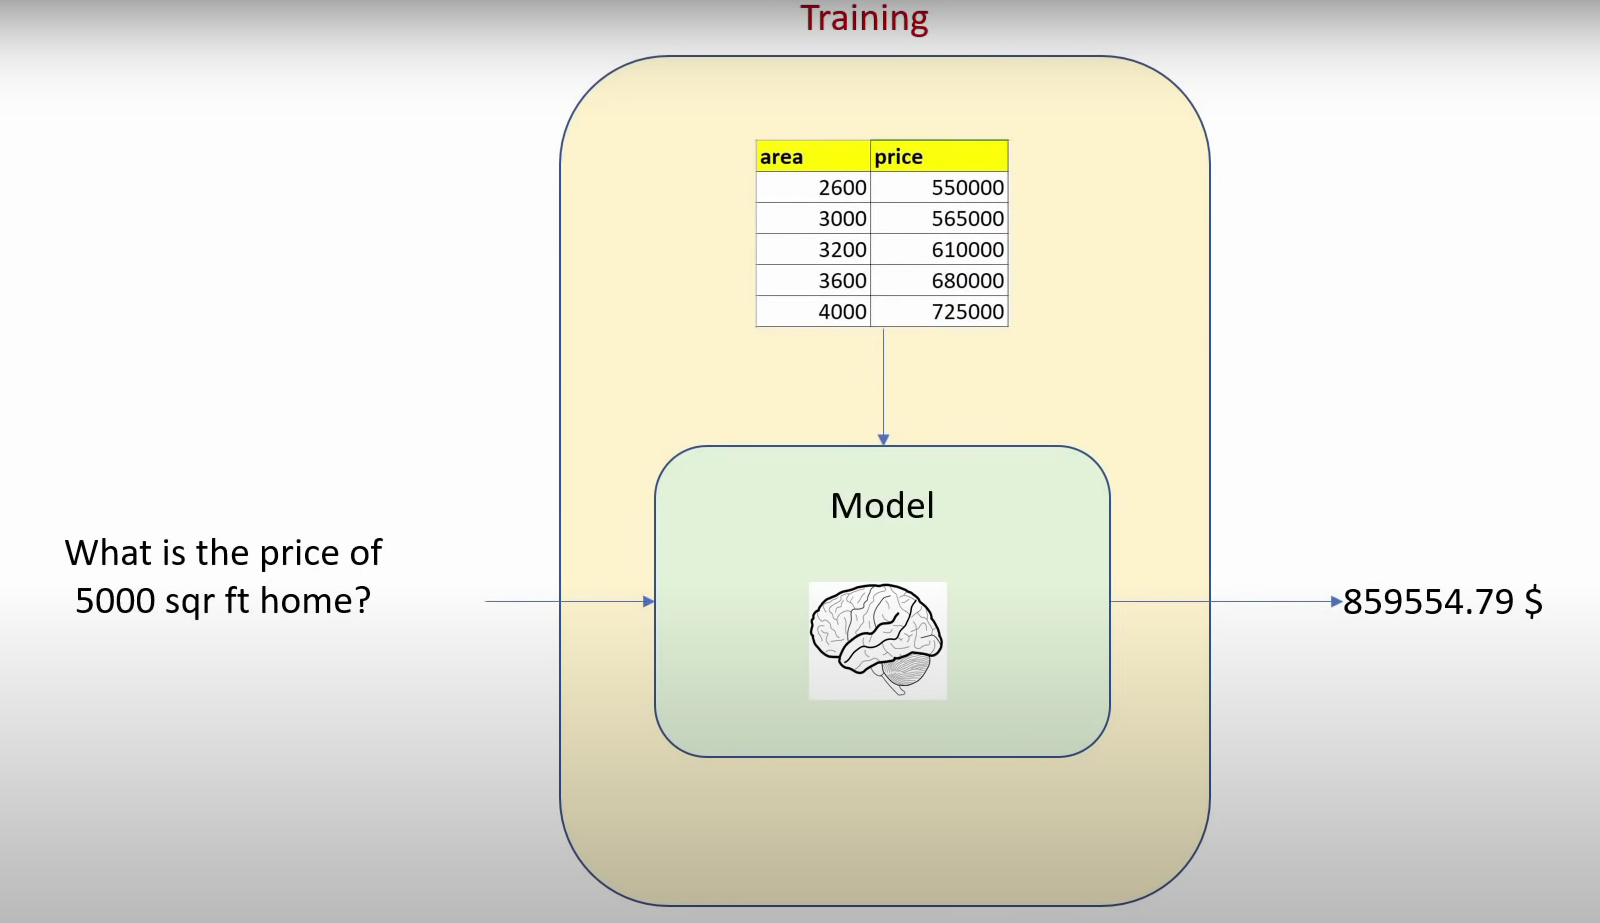 Training
area price
2600 550000
3000 565000
3200 610000
3600 680000
4000 725000
Model
What is the price of
5000 sqr ft home?
859554.79 $